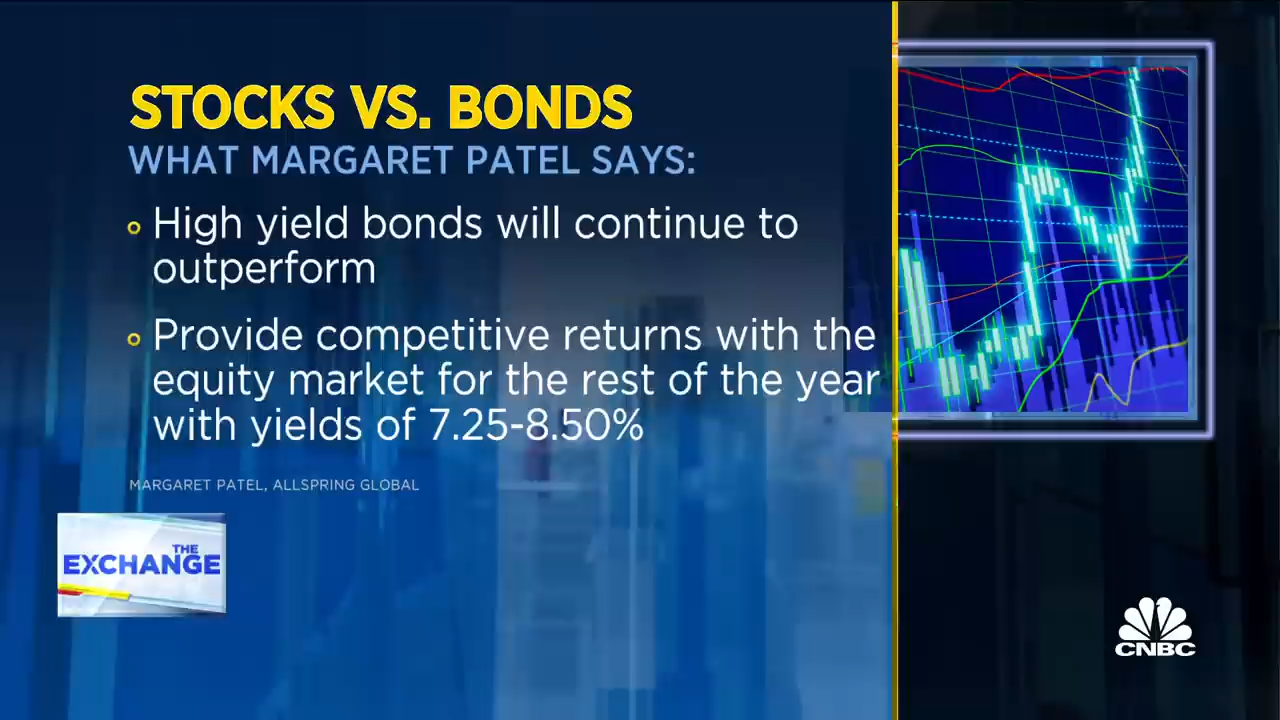 STOCKS VS. BONDS
WHAT MARGARET PATEL SAYS:
High yield bonds will continue to
outperform
Provide competitive returns with the
equity market for the rest of the year
with yields of 7.25-8.50%
MARGARET PATEL, ALLSPRING GLOBAL
THE
EXCHANGE
CNBC